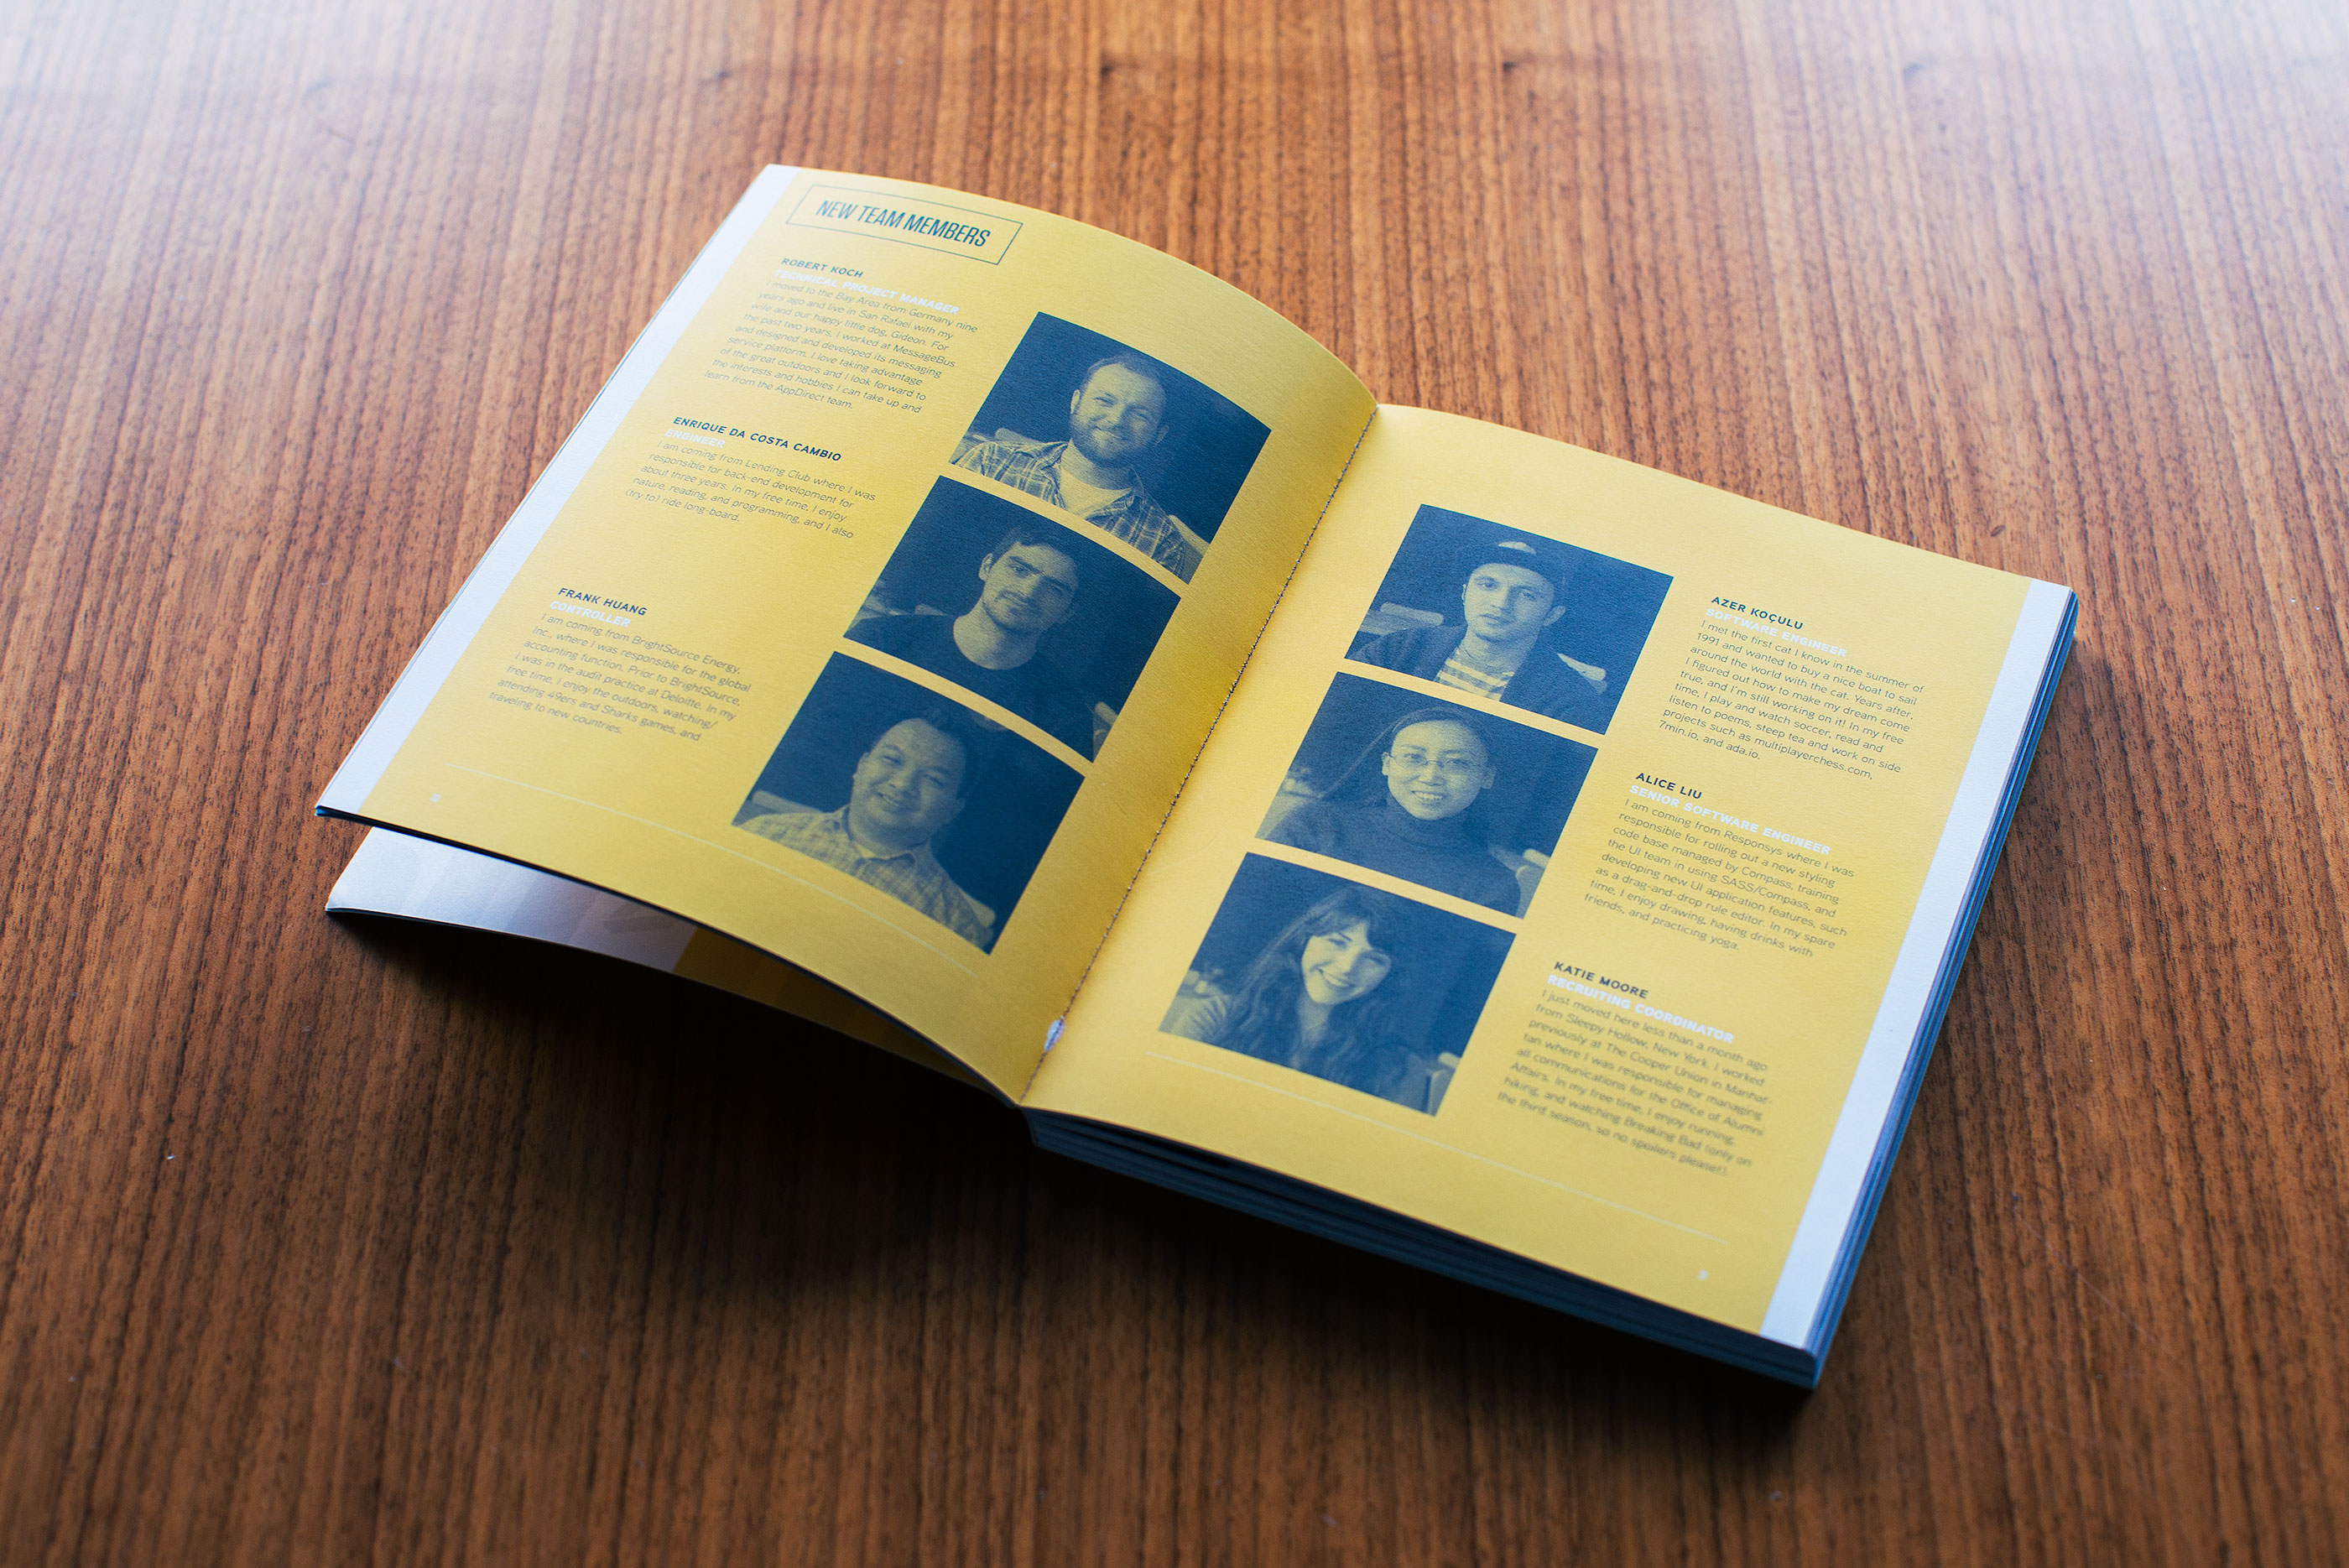 NEW TEAM MEMBERS
ROBERT KOCH
TECHNICAL PROJECT MANAGER
I moved to the Bay Area from Germany nine
years ago and live in San Rafael with my
wife and our happy little dog, Gideon. For
the past two years, I worked at MessageBus
and designed and developed its messaging
service platform. I love taking advantage
of the great outdoors and I look forward to
the interests and hobbies I can take up and
learn from the AppDirect team.
ENRIQUE DA COSTA CAMBIO
ENGINEER
I am coming from Lending Club where I was
responsible for back-end development for
about three years. In my free time, I enjoy
nature, reading, and programming, and I also
(try to) ride long-board.
FRANK HUANG
CONTROLLER
I am coming from BrightSource Energy,
Inc., where I was responsible for the global
accounting function. Prior to BrightSource,
I was in the audit practice at Deloitte. In my
free time, I enjoy the outdoors, watching/
attending 49ers and Sharks games, and
traveling to new countries.
AZER KOÇULU
SOFTWARE ENGINEER
I met the first cat I know in the summer of
1991 and wanted to buy a nice boat to sail
around the world with the cat. Years after,
I figured out how to make my dream come
true, and I'm still working on it! In my free
time, I play and watch soccer, read and
listen to poems, steep tea and work on side
projects such as multiplayerchess.com,
7min.io, and ada.io.
ALICE LIU
SENIOR SOFTWARE ENGINEER
I am coming from Responsys where I was
responsible for rolling out a new styling
code base managed by Compass, training
the UI team in using SASS/Compass, and
developing new UI application features, such
as a drag-and-drop rule editor. In my spare
time, I enjoy drawing, having drinks with
friends, and practicing yoga.
KATIE MOORE
RECRUITING COORDINATOR
I just moved here less than a month ago
from Sleepy Hollow, New York. I worked
previously at The Cooper Union in Manhat-
tan where I was responsible for managing
all communications for the Office of Alumni
Affairs. In my free time, I enjoy running,
hiking, and watching Breaking Bad (only on
the third season, so no spoilers please!).